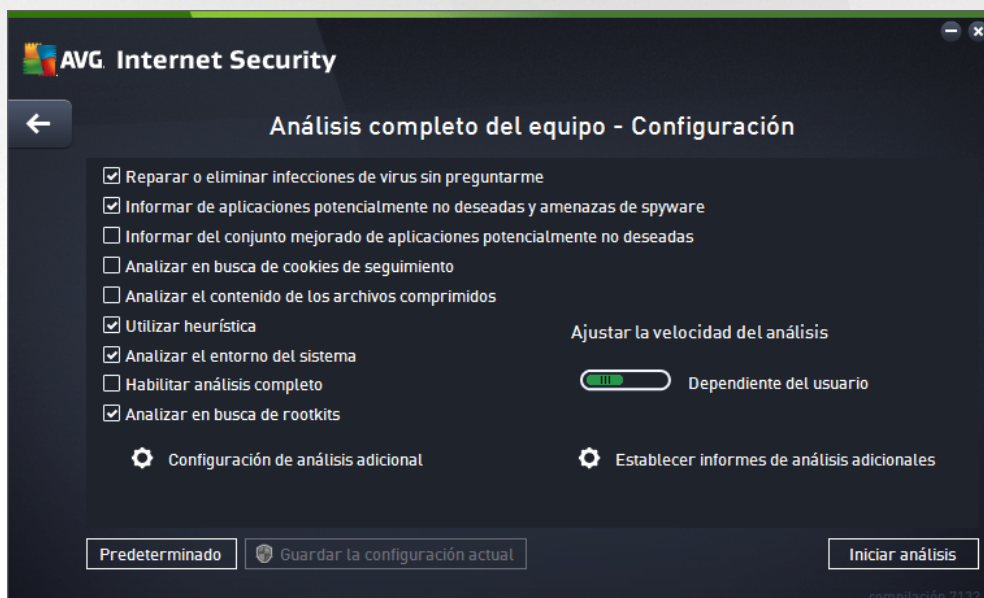 AVG. Internet Security
Análisis completo del equipo - Configuración
Reparar o eliminar infecciones de virus sin preguntarme
Informar de aplicaciones potencialmente no deseadas y amenazas de spyware
Informar del conjunto mejorado de aplicaciones potencialmente no deseadas
Analizar en busca de cookies de seguimiento
Analizar el contenido de los archivos comprimidos
Utilizar heurística
Analizar el entorno del sistema
Habilitar análisis completo
Analizar en busca de rootkits
Ajustar la velocidad del análisis
Dependiente del usuario
Configuración de análisis adicional
Establecer informes de análisis adicionales
Predeterminado
Guardar la configuración actual
Iniciar análisis
compilación 7132